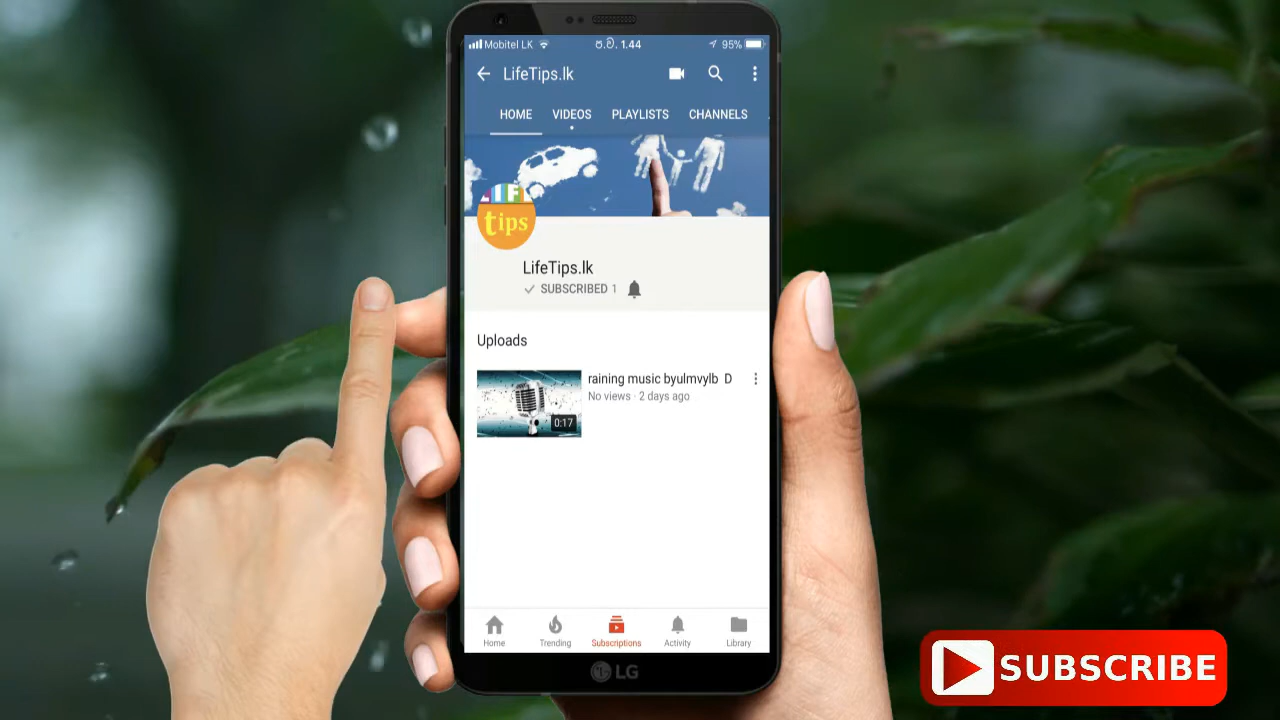 Mobitel LK ප.ව. 1.44 95%
LifeTips.lk
HOME VIDEOS PLAYLISTS CHANNELS
LIFE
tips
LifeTips.lk
SUBSCRIBED 1
Uploads
raining music byulmvylb D
No views · 2 days ago
0:17
Home Trending Subscriptions Activity Library
LG
SUBSCRIBE